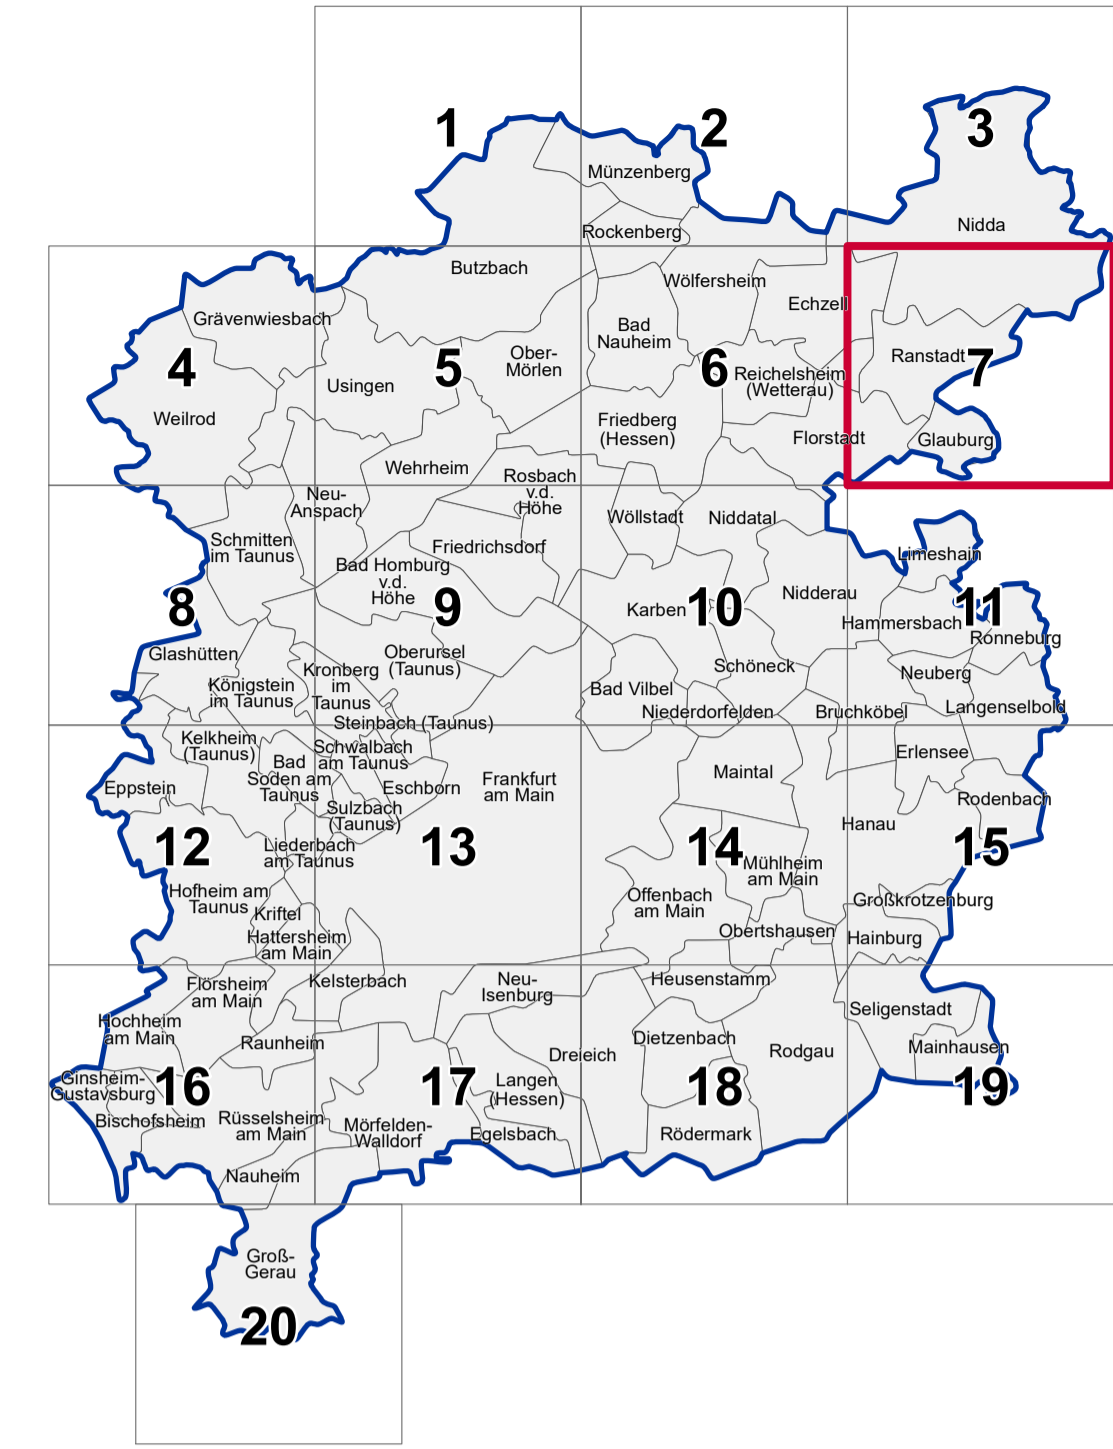 1
2
3
Münzenberg
Nidda
Rockenberg
Butzbach
Wölfersheim
Echzell
Grävenwiesbach
Bad
Nauheim
Ober-
Mörlen
Ranstadt
4
5
6
7
Usingen
Reichelsheim
(Wetterau)
Weilrod
Friedberg
(Hessen)
Florstadt
Glauburg
Wehrheim
Rosbach
v.d.
Höhe
Neu-
Anspach
Wöllstadt
Niddatal
Schmitten
im Taunus
Friedrichsdorf
Limeshain
Bad Homburg
v.d.
Höhe
Nidderau
8
9
10
11
Karben
Hammersbach
Ronneburg
Glashütten
Oberursel
(Taunus)
Kronberg
im
Taunus
Schöneck
Neuberg
Königstein
im Taunus
Bad Vilbel
Niederdorfelden
Bruchköbel
Langenselbold
Steinbach (Taunus)
Kelkheim
(Taunus)
Schwalbach
am Taunus
Erlensee
Bad
Soden am
Taunus
Maintal
Eppstein
Eschborn
Frankfurt
am Main
Rodenbach
Sulzbach
(Taunus)
Hanau
12
13
14
15
Liederbach
am Taunus
Mühlheim
am Main
Hofheim am
Taunus
Offenbach
am Main
Großkrotzenburg
Kriftel
Hattersheim
am Main
Obertshausen
Hainburg
Flörsheim
am Main
Kelsterbach
Neu-
Isenburg
Heusenstamm
Seligenstadt
Hochheim
am Main
Raunheim
Dietzenbach
Dreieich
Rodgau
Mainhausen
Ginsheim-
Gustavsburg
16
17
18
19
Langen
(Hessen)
Bischofsheim
Rüsselsheim
am Main
Mörfelden-
Walldorf
Egelsbach
Rödermark
Nauheim
Groß-
Gerau
20